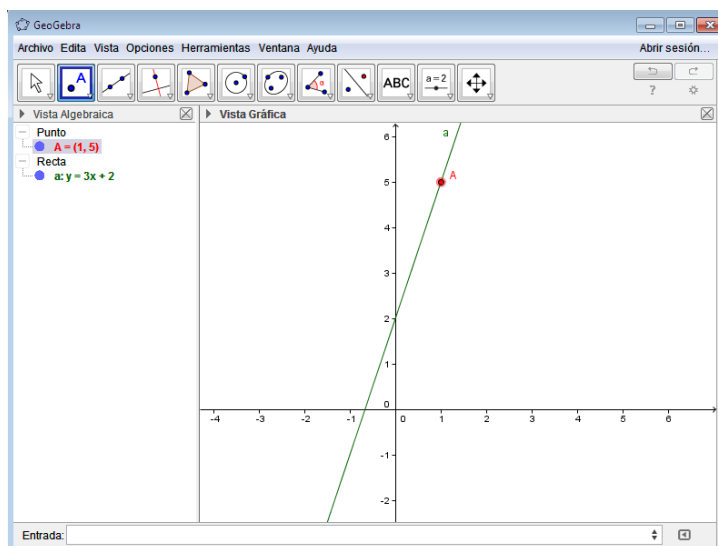 GeoGebra
Archivo Edita Vista Opciones Herramientas Ventana Ayuda Abrir sesión...
A α ABC a=2 ?
Vista Algebraica Vista Gráfica
Punto
A = (1, 5)
Recta
a: y = 3x + 2
a
A
6
5
4
3
2
1
0
-4 -3 -2 -1 0 1 2 3 4 5 6
-1
-2
Entrada: